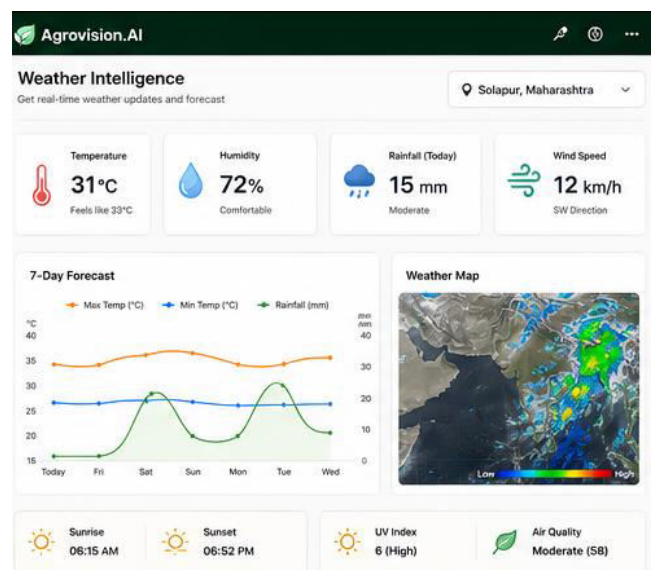 Agrovision.AI
Weather Intelligence
Get real-time weather updates and forecast
Solapur, Maharashtra
Temperature
31°C
Feels like 33°C
Humidity
72%
Comfortable
Rainfall (Today)
15 mm
Moderate
Wind Speed
12 km/h
SW Direction
7-Day Forecast
Max Temp (°C) Min Temp (°C) Rainfall (mm)
°C
40 40
35
30 30
25 20
20 10
15 0
Today Fri Sat Sun Mon Tue Wed
Weather Map
Low High
Sunrise
06:15 AM
Sunset
06:52 PM
UV Index
6 (High)
Air Quality
Moderate (58)